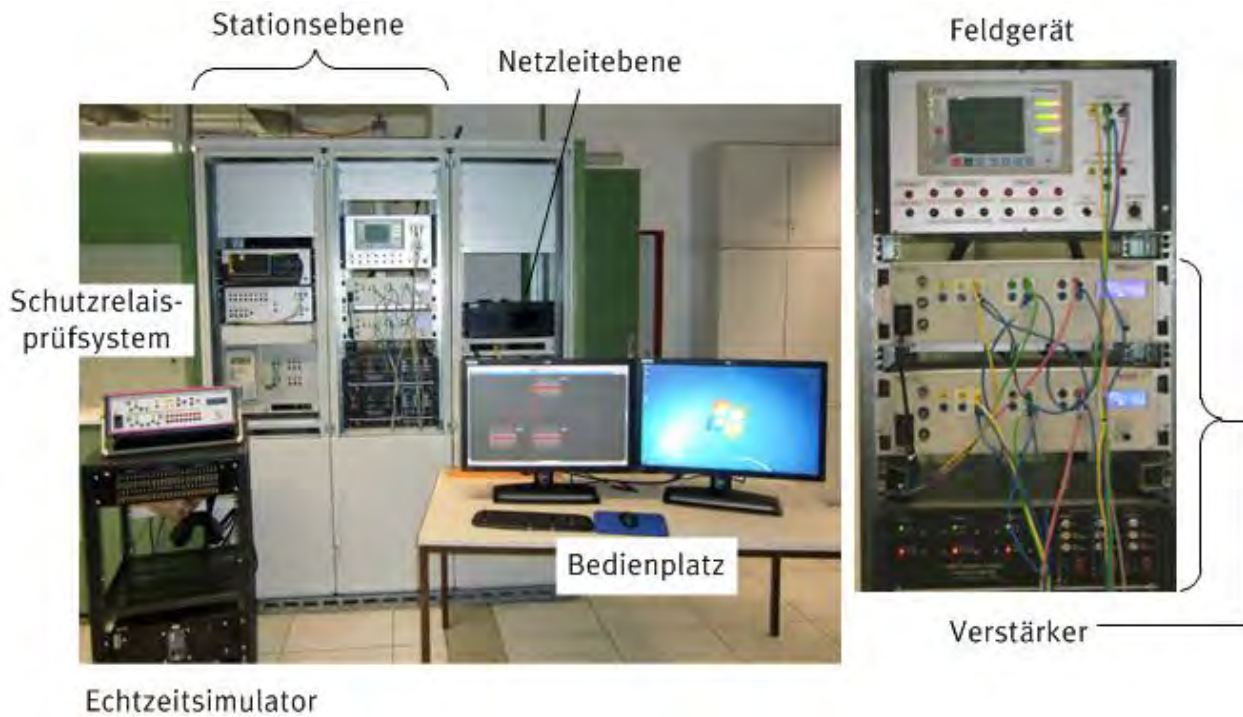 Stationsebene
Netzleitebene
Feldgerät
Schutzrelais-
prüfsystem
Bedienplatz
Verstärker
Echtzeitsimulator